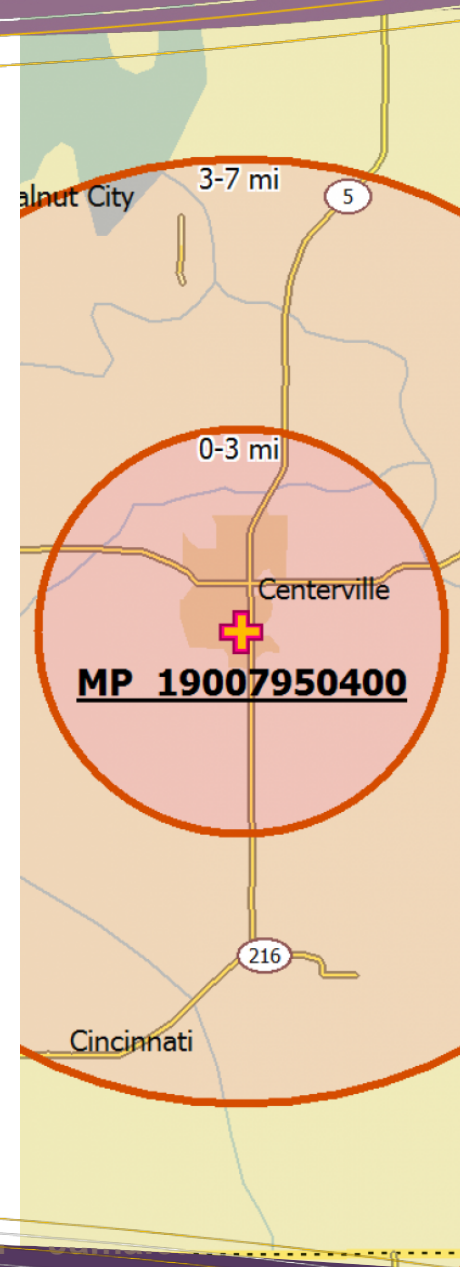 3-7 mi
alnut City
5
0-3 mi
Centerville
MP 19007950400
216
Cincinnati